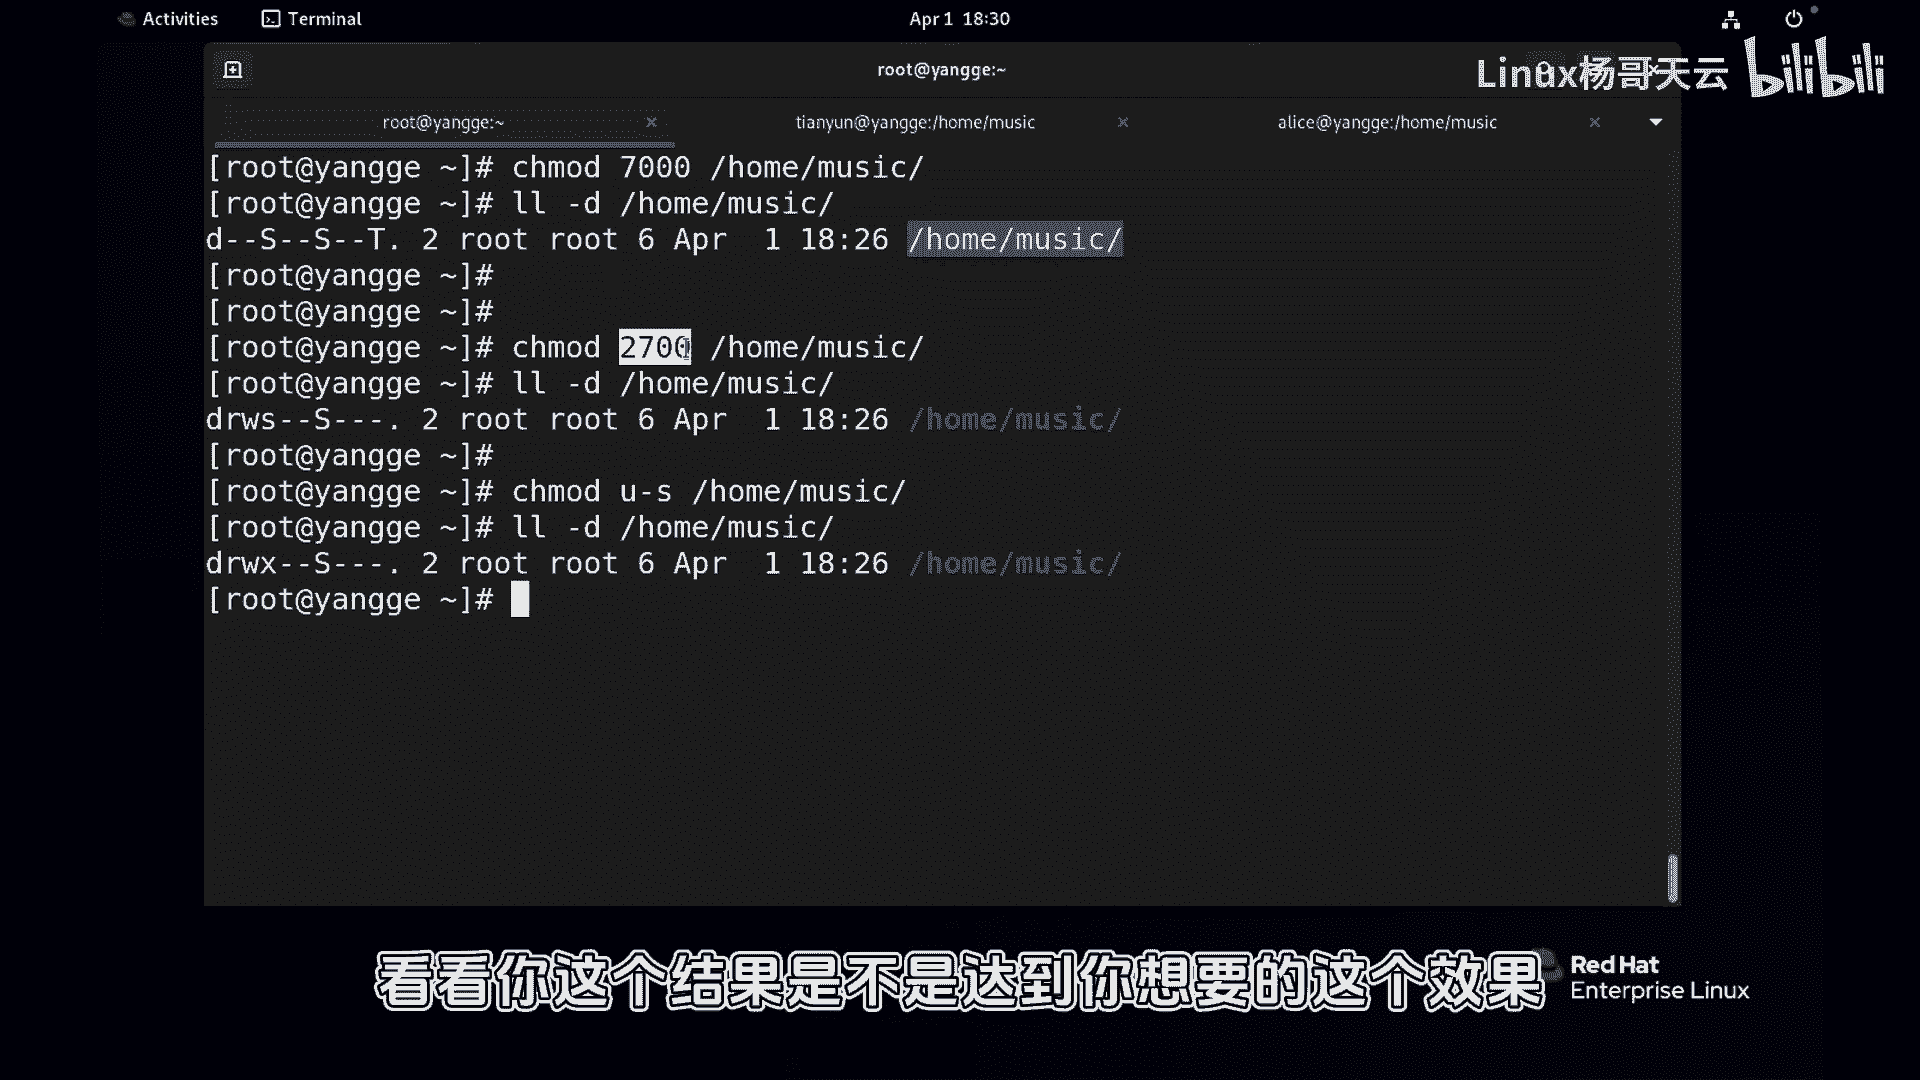 Activities Terminal Apr 1 18:30
root@yangge:~
Linux杨哥天云 bilibili
root@yangge:~ tianyun@yangge:/home/music alice@yangge:/home/music
[root@yangge ~]# chmod 7000 /home/music/
[root@yangge ~]# ll -d /home/music/
d--S--S--T. 2 root root 6 Apr  1 18:26 /home/music/
[root@yangge ~]#
[root@yangge ~]#
[root@yangge ~]# chmod 2700 /home/music/
[root@yangge ~]# ll -d /home/music/
drws--S---. 2 root root 6 Apr  1 18:26 /home/music/
[root@yangge ~]#
[root@yangge ~]# chmod u-s /home/music/
[root@yangge ~]# ll -d /home/music/
drwx--S---. 2 root root 6 Apr  1 18:26 /home/music/
[root@yangge ~]#
看看你这个结果是不是达到你想要的这个效果
Red Hat
Enterprise Linux